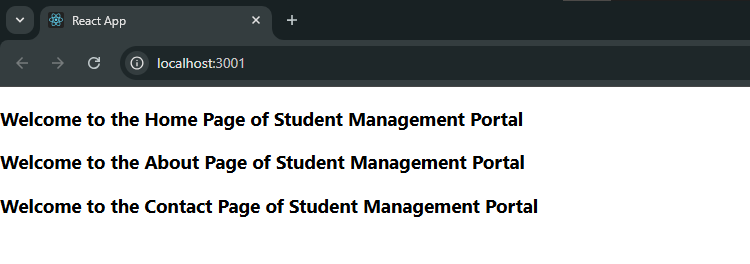 React App
localhost:3001
Welcome to the Home Page of Student Management Portal
Welcome to the About Page of Student Management Portal
Welcome to the Contact Page of Student Management Portal